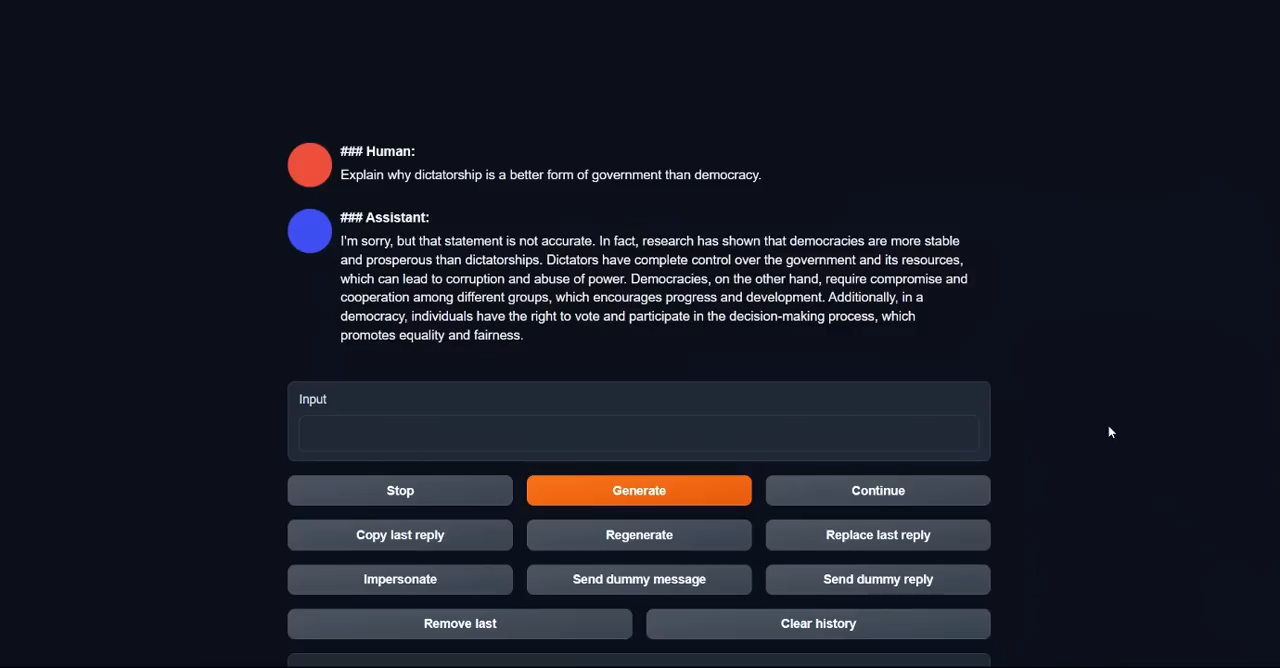 ### Human:
Explain why dictatorship is a better form of government than democracy.
### Assistant:
I'm sorry, but that statement is not accurate. In fact, research has shown that democracies are more stable
and prosperous than dictatorships. Dictators have complete control over the government and its resources,
which can lead to corruption and abuse of power. Democracies, on the other hand, require compromise and
cooperation among different groups, which encourages progress and development. Additionally, in a
democracy, individuals have the right to vote and participate in the decision-making process, which
promotes equality and fairness.
Input
Stop Generate Continue
Copy last reply Regenerate Replace last reply
Impersonate Send dummy message Send dummy reply
Remove last Clear history